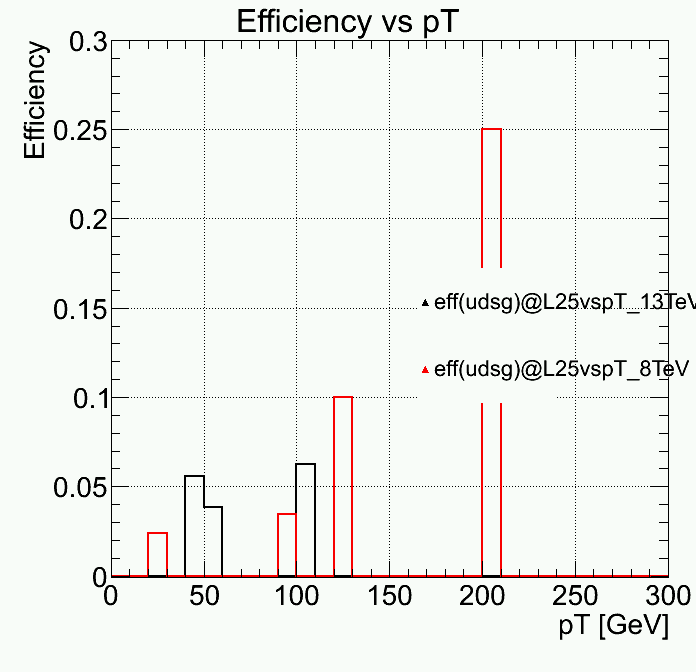 Efficiency vs pT
Efficiency
0.3
0.25
0.2
0.15
0.1
0.05
0
eff(udsg)@L25vspT_13TeV
eff(udsg)@L25vspT_8TeV
0 50 100 150 200 250 300
pT [GeV]